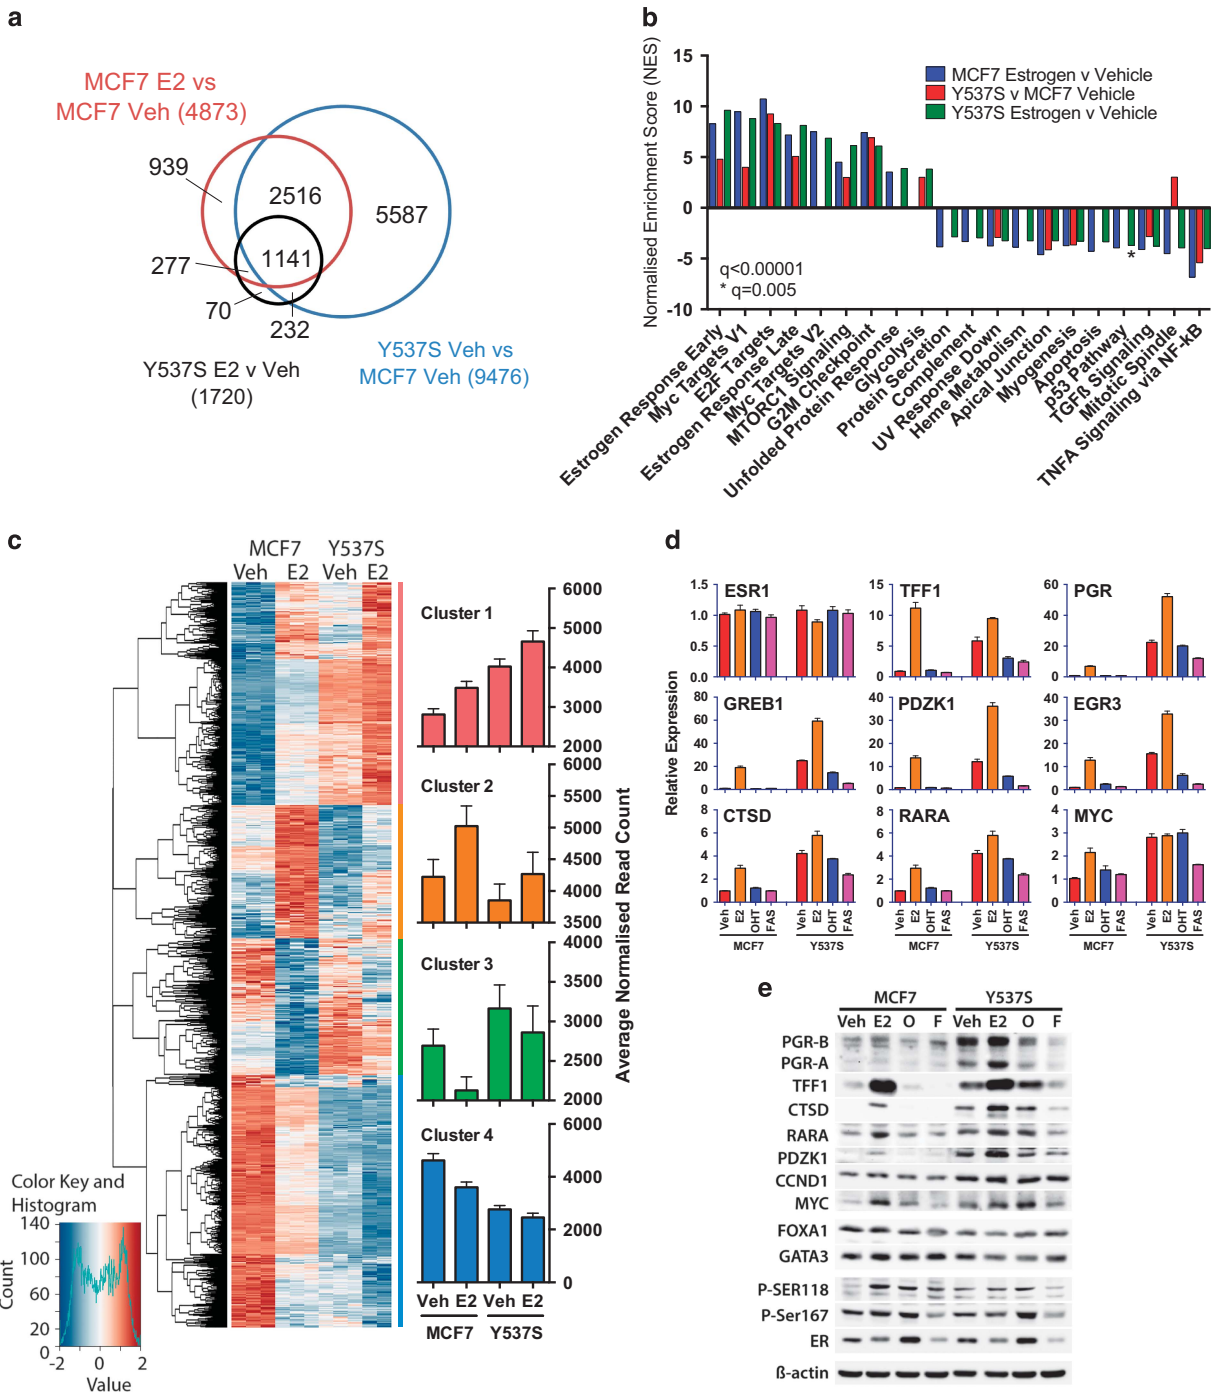 a
MCF7 E2 vs
MCF7 Veh (4873)
939
2516
5587
1141
277
70
232
Y537S E2 v Veh
(1720)
Y537S Veh vs
MCF7 Veh (9476)
b
Normalised Enrichment Score (NES)
15
10
5
0
-5
-10
MCF7 Estrogen v Vehicle
Y537S v MCF7 Vehicle
Y537S Estrogen v Vehicle
q<0.00001
* q=0.005
*
Estrogen Response Early
Myc Targets V1
E2F Targets
Estrogen Response Late
Myc Targets V2
MTORC1 Signaling
G2M Checkpoint
Unfolded Protein Response
Glycolysis
Protein Secretion
Complement
UV Response Down
Heme Metabolism
Apical Junction
Myogenesis
Apoptosis
p53 Pathway
TGFß Signaling
Mitotic Spindle
TNFA Signaling via NF-kB
c
MCF7 Y537S
Veh E2 Veh E2
Cluster 1
6000
5000
4000
3000
2000
Cluster 2
6000
5500
5000
4500
4000
3500
Cluster 3
4000
3500
3000
2500
2000
Cluster 4
6000
4000
2000
0
Average Normalised Read Count
Veh E2 Veh E2
MCF7 Y537S
Color Key and
Histogram
Count
140
100
60
20
0
-2 0 2
Value
d
Relative Expression
ESR1
1.5
1.0
0.5
0.0
TFF1
15
10
5
0
PGR
60
40
20
0
GREB1
80
60
40
20
0
PDZK1
40
30
20
10
0
EGR3
40
30
20
10
0
CTSD
8
6
4
2
0
RARA
8
6
4
2
0
MYC
4
3
2
1
0
Veh E2 OHT FAS Veh E2 OHT FAS
MCF7 Y537S
Veh E2 OHT FAS Veh E2 OHT FAS
MCF7 Y537S
Veh E2 OHT FAS Veh E2 OHT FAS
MCF7 Y537S
e
MCF7 Y537S
Veh E2 O F Veh E2 O F
PGR-B
PGR-A
TFF1
CTSD
RARA
PDZK1
CCND1
MYC
FOXA1
GATA3
P-SER118
P-Ser167
ER
ß-actin